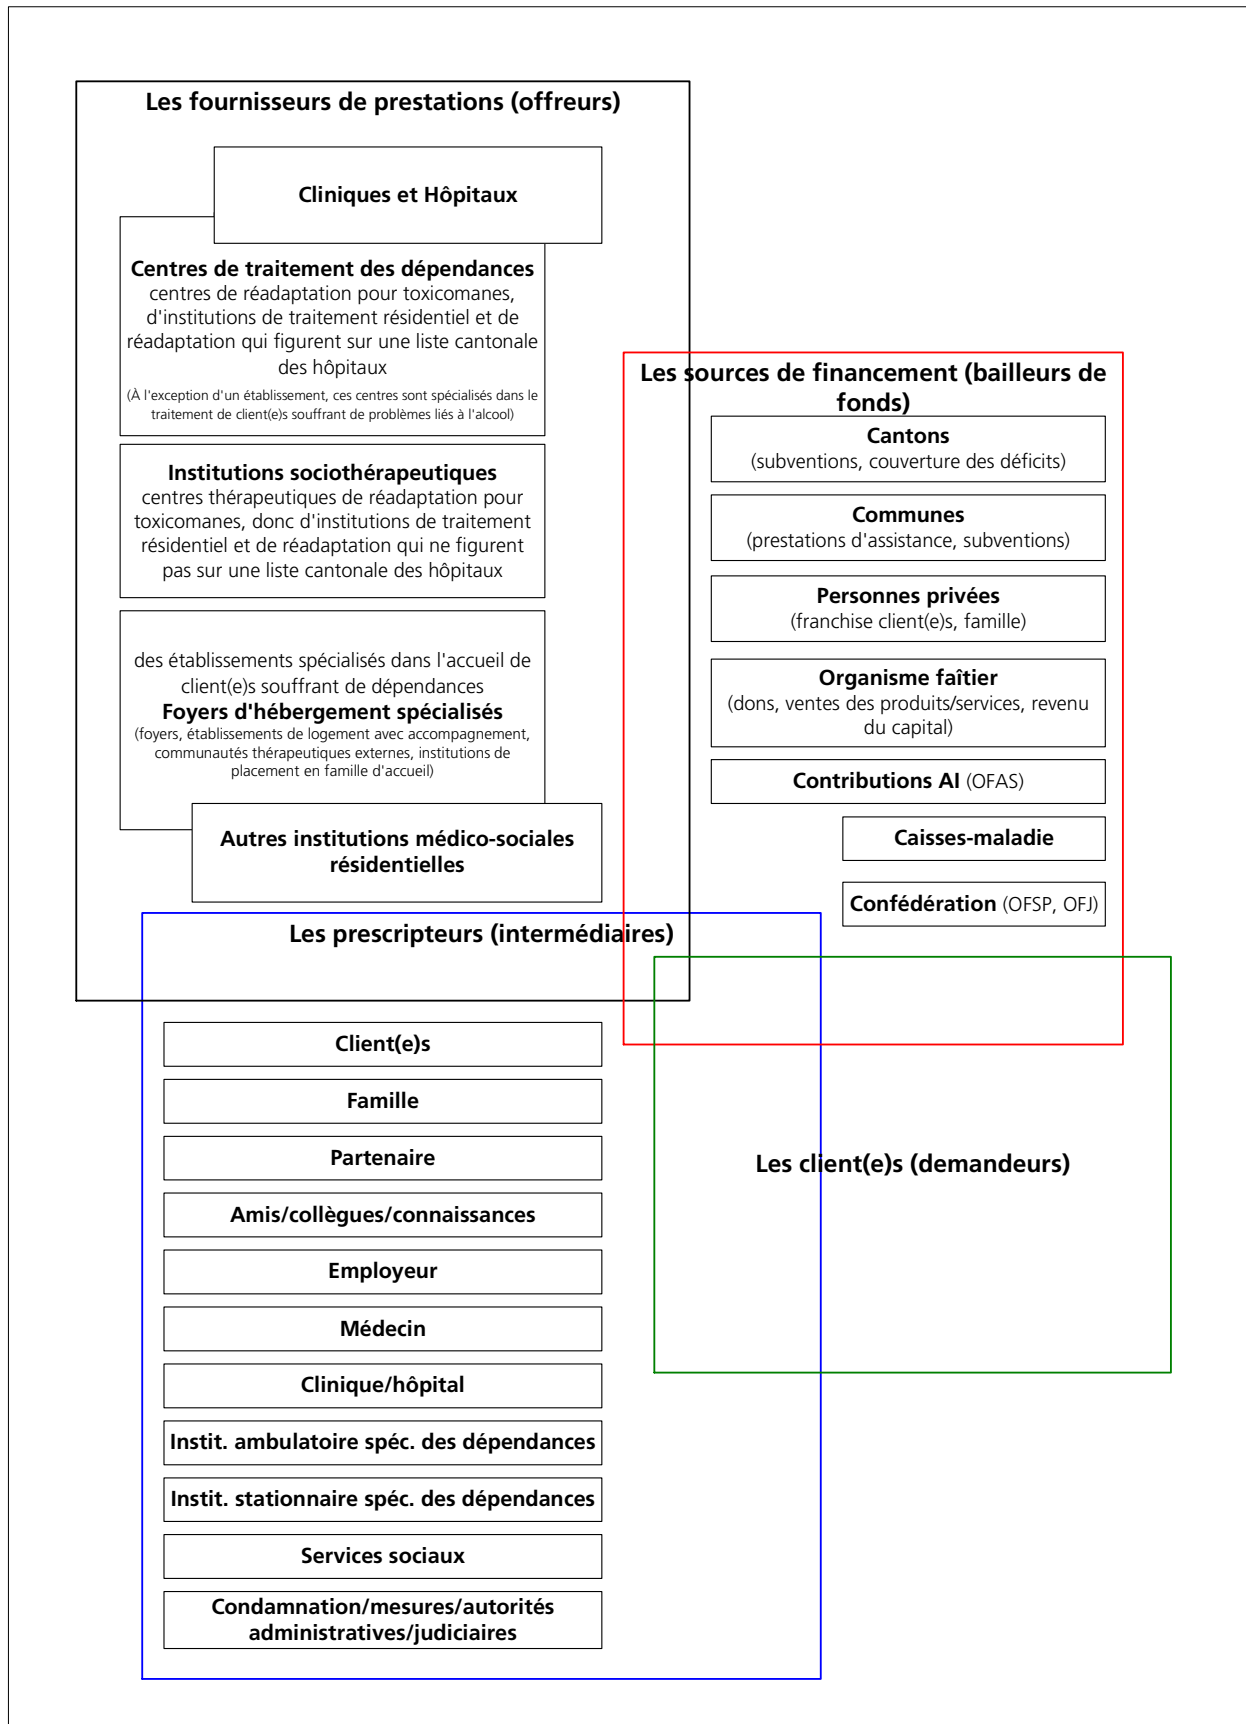 Les fournisseurs de prestations (offreurs)
Cliniques et Hôpitaux
Centres de traitement des dépendances
centres de réadaptation pour toxicomanes,
d'institutions de traitement résidentiel et de
réadaptation qui figurent sur une liste cantonale
des hôpitaux
(À l'exception d'un établissement, ces centres sont spécialisés dans le
traitement de client(e)s souffrant de problèmes liés à l'alcool)
Institutions sociothérapeutiques
centres thérapeutiques de réadaptation pour
toxicomanes, donc d'institutions de traitement
résidentiel et de réadaptation qui ne figurent
pas sur une liste cantonale des hôpitaux
des établissements spécialisés dans l'accueil de
client(e)s souffrant de dépendances
Foyers d'hébergement spécialisés
(foyers, établissements de logement avec accompagnement,
communautés thérapeutiques externes, institutions de
placement en famille d'accueil)
Autres institutions médico-sociales
résidentielles
Les sources de financement (bailleurs de
fonds)
Cantons
(subventions, couverture des déficits)
Communes
(prestations d'assistance, subventions)
Personnes privées
(franchise client(e)s, famille)
Organisme faîtier
(dons, ventes des produits/services, revenu
du capital)
Contributions AI (OFAS)
Caisses-maladie
Confédération (OFSP, OFJ)
Les prescripteurs (intermédiaires)
Client(e)s
Famille
Partenaire
Amis/collègues/connaissances
Employeur
Médecin
Clinique/hôpital
Instit. ambulatoire spéc. des dépendances
Instit. stationnaire spéc. des dépendances
Services sociaux
Condamnation/mesures/autorités
administratives/judiciaires
Les client(e)s (demandeurs)